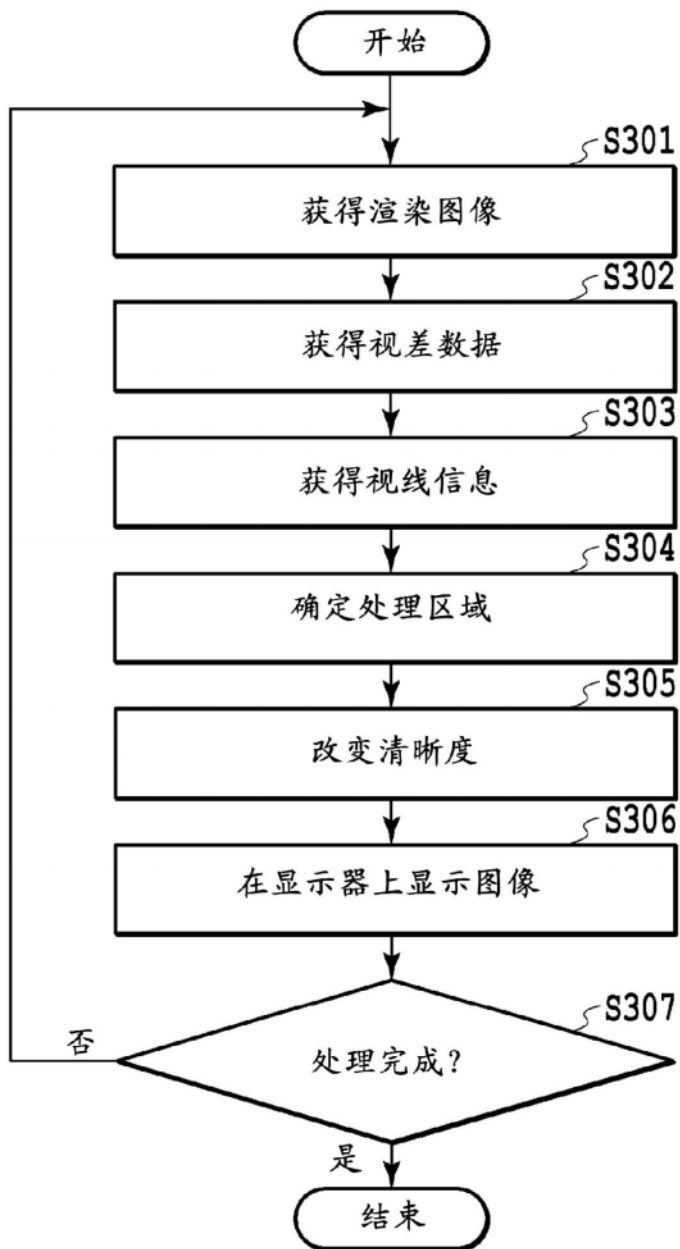 开始
S301
获得渲染图像
S302
获得视差数据
S303
获得视线信息
S304
确定处理区域
S305
改变清晰度
S306
在显示器上显示图像
S307
处理完成?
否
是
结束